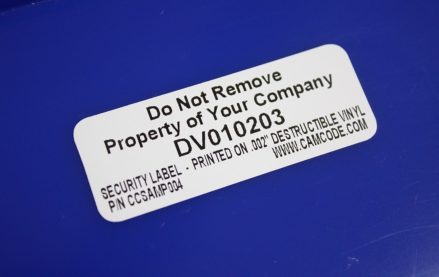 Do Not Remove
Property of Your Company
DV010203
SECURITY LABEL - PRINTED ON .002" DESTRUCTIBLE VINYL
P/N CCSAMP004 WWW.CAMCODE.COM